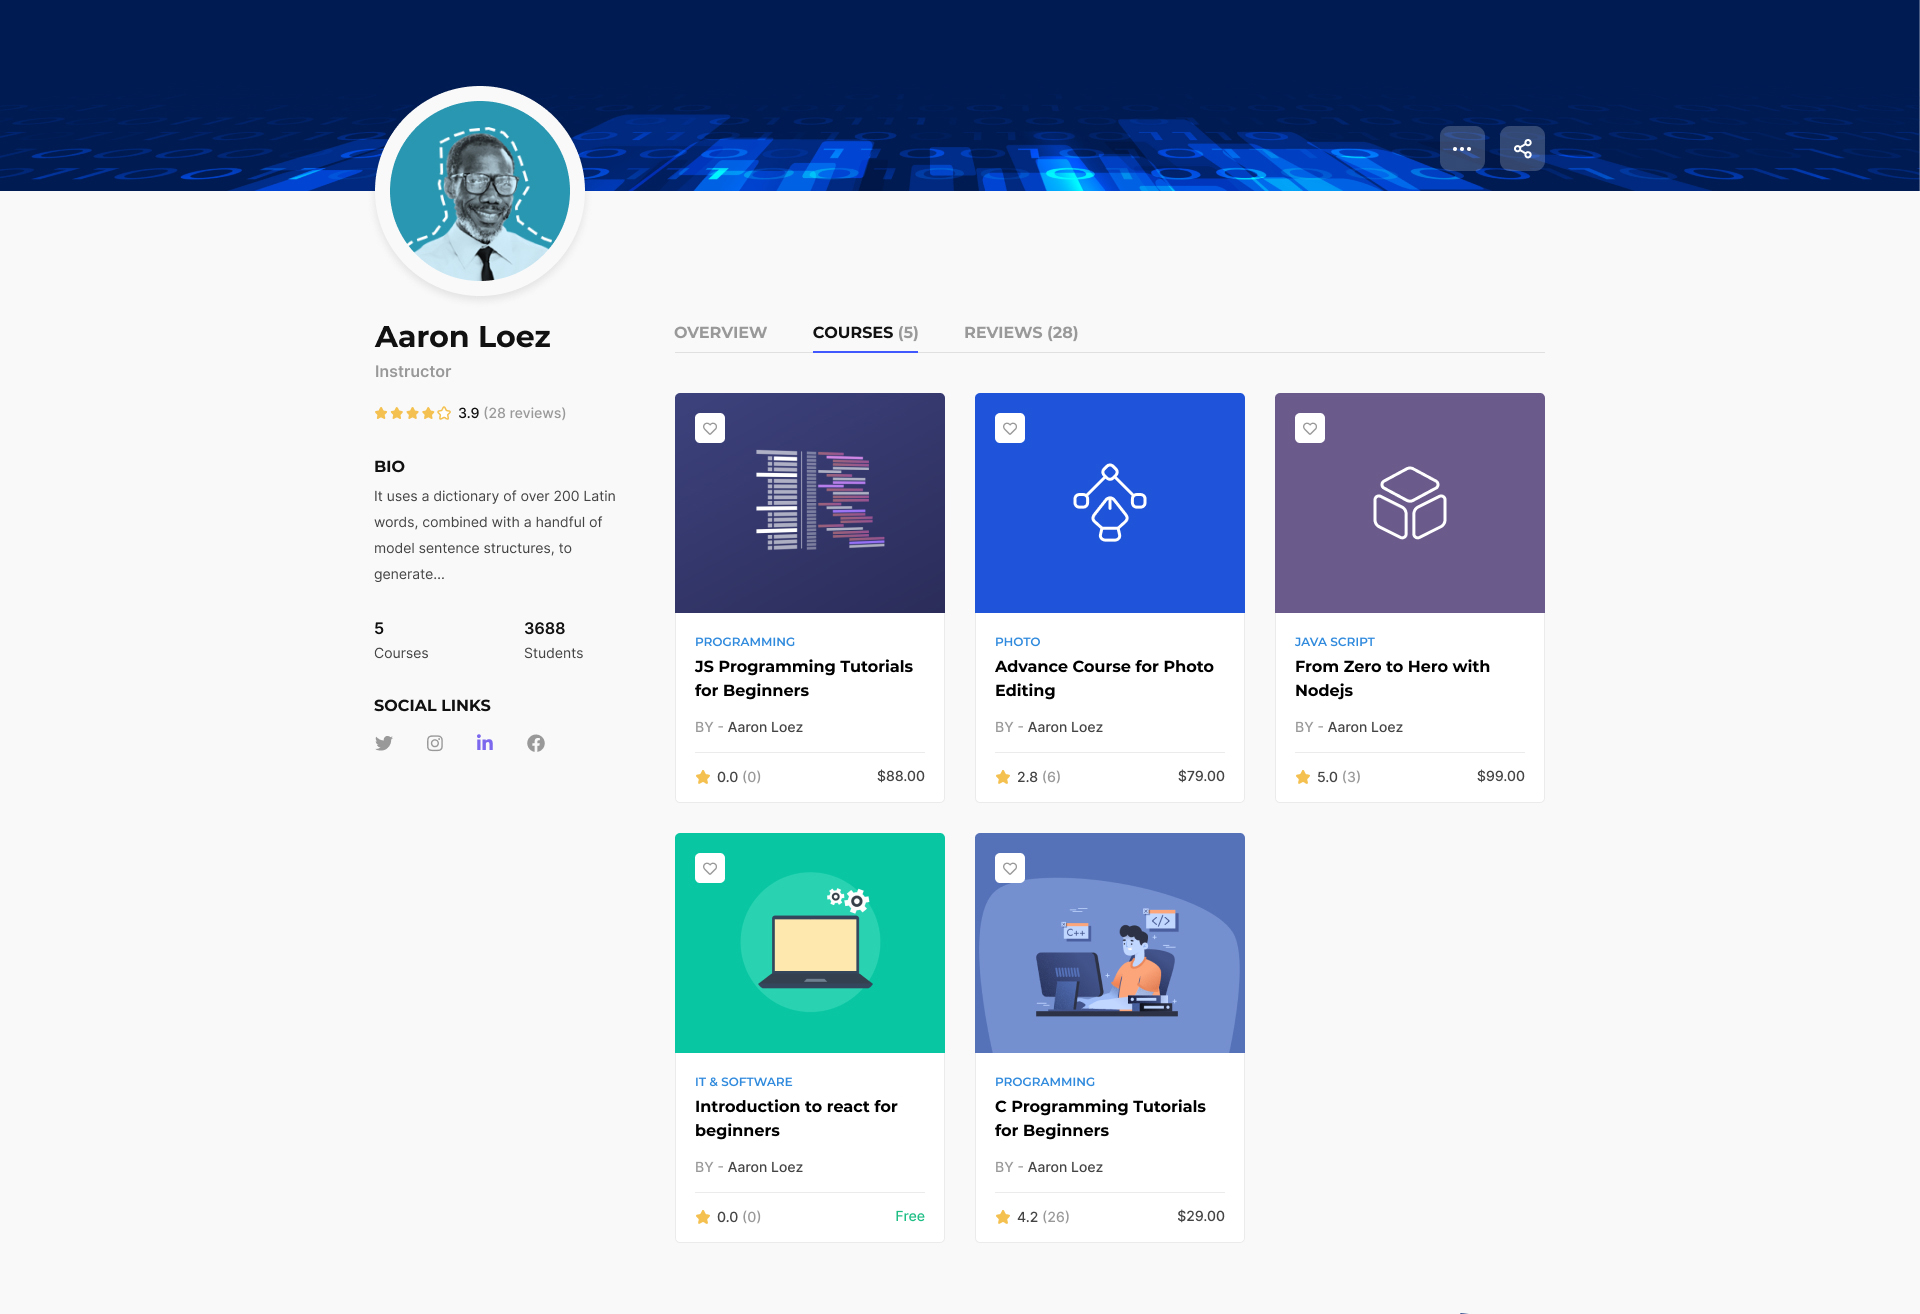 Aaron Loez
Instructor
3.9 (28 reviews)
BIO
It uses a dictionary of over 200 Latin
words, combined with a handful of
model sentence structures, to
generate...
5
Courses
3688
Students
SOCIAL LINKS
OVERVIEW
COURSES (5)
REVIEWS (28)
PROGRAMMING
JS Programming Tutorials
for Beginners
BY - Aaron Loez
0.0 (0)
$88.00
PHOTO
Advance Course for Photo
Editing
BY - Aaron Loez
2.8 (6)
$79.00
JAVA SCRIPT
From Zero to Hero with
Nodejs
BY - Aaron Loez
5.0 (3)
$99.00
IT & SOFTWARE
Introduction to react for
beginners
BY - Aaron Loez
0.0 (0)
Free
C++
</>
PROGRAMMING
C Programming Tutorials
for Beginners
BY - Aaron Loez
4.2 (26)
$29.00